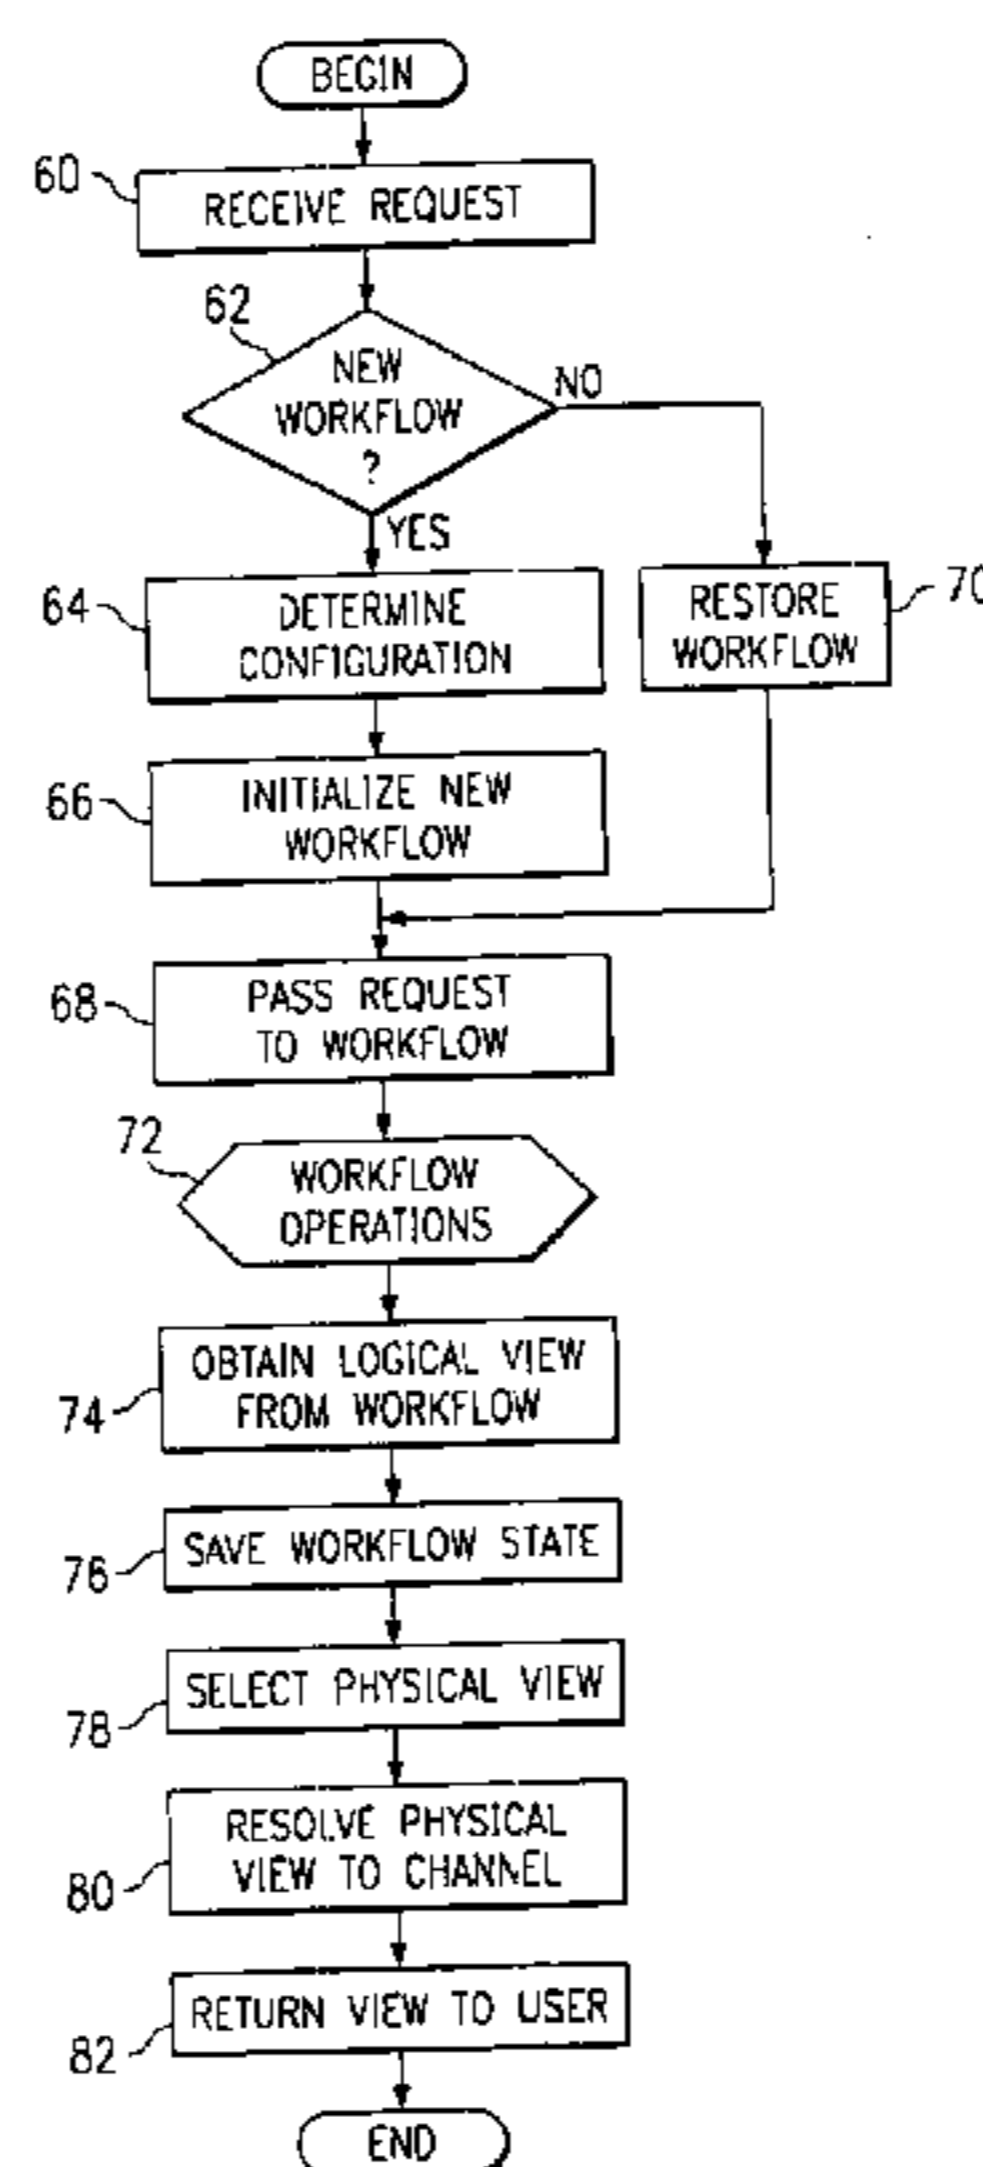 BEGIN
60
RECEIVE REQUEST
62
NEW
WORKFLOW
?
NO
YES
64
DETERMINE
CONFIGURATION
RESTORE
WORKFLOW
70
66
INITIALIZE NEW
WORKFLOW
68
PASS REQUEST
TO WORKFLOW
72
WORKFLOW
OPERATIONS
OBTAIN LOGICAL VIEW
FROM WORKFLOW
74
SAVE WORKFLOW STATE
76
SELECT PHYSICAL VIEW
78
RESOLVE PHYSICAL
VIEW TO CHANNEL
80
RETURN VIEW TO USER
82
END